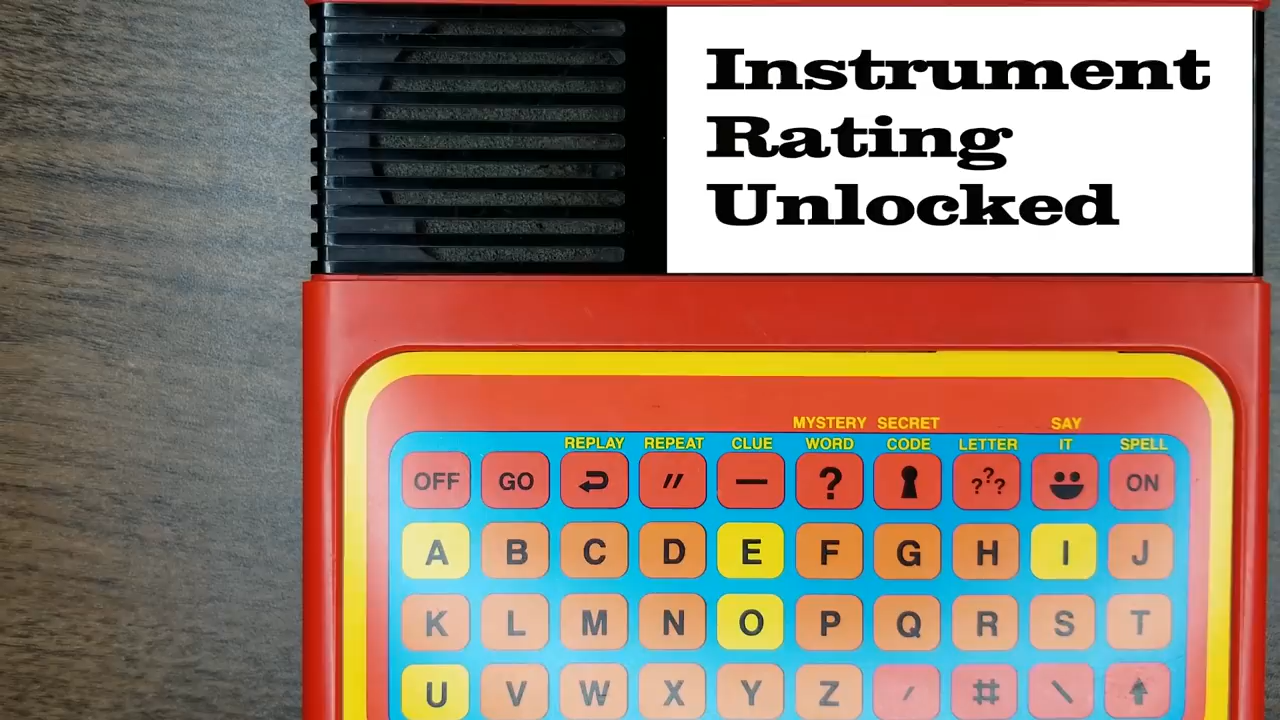 Instrument
Rating
Unlocked
MYSTERY SECRET SAY
REPLAY REPEAT CLUE WORD CODE LETTER IT SPELL
OFF GO — ? ??? ON
A B C D E F G H I J
K L M N O P Q R S T
U V W X Y Z ′ # \ ↑